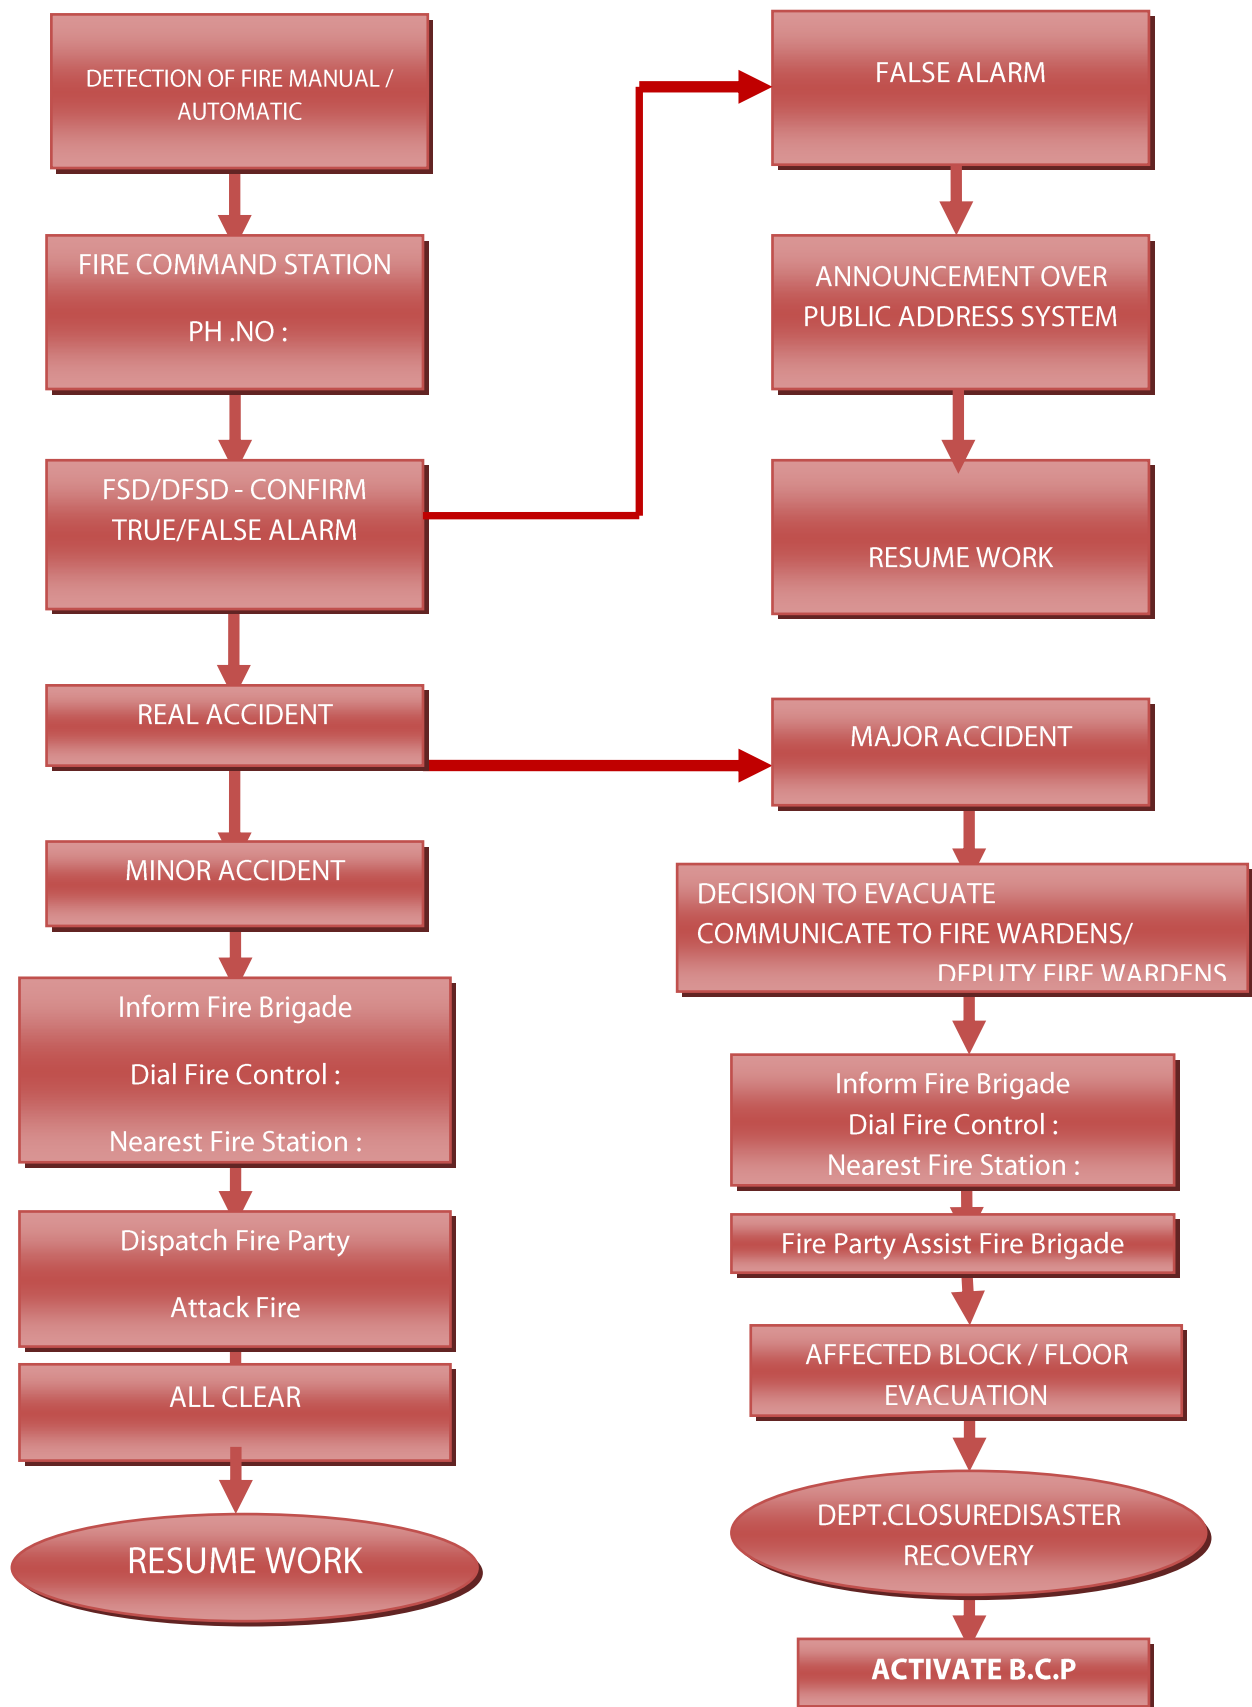 DETECTION OF FIRE MANUAL /
AUTOMATIC
FIRE COMMAND STATION
PH .NO :
FSD/DFSD - CONFIRM
TRUE/FALSE ALARM
FALSE ALARM
ANNOUNCEMENT OVER
PUBLIC ADDRESS SYSTEM
RESUME WORK
REAL ACCIDENT
MINOR ACCIDENT
Inform Fire Brigade
Dial Fire Control :
Nearest Fire Station :
Dispatch Fire Party
Attack Fire
ALL CLEAR
RESUME WORK
MAJOR ACCIDENT
DECISION TO EVACUATE
COMMUNICATE TO FIRE WARDENS/
DEPUTY FIRE WARDENS
Inform Fire Brigade
Dial Fire Control :
Nearest Fire Station :
Fire Party Assist Fire Brigade
AFFECTED BLOCK / FLOOR
EVACUATION
DEPT.CLOSUREDISASTER
RECOVERY
ACTIVATE B.C.P